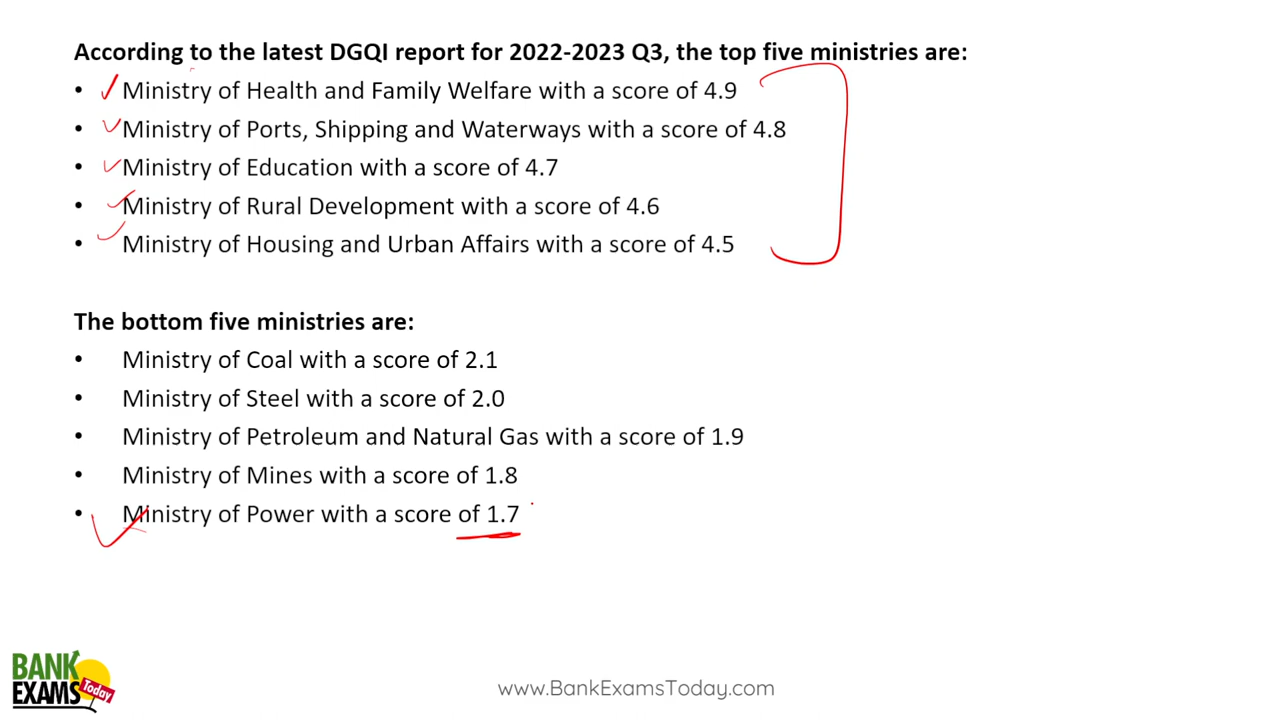 According to the latest DGQI report for 2022-2023 Q3, the top five ministries are:
• Ministry of Health and Family Welfare with a score of 4.9
• Ministry of Ports, Shipping and Waterways with a score of 4.8
• Ministry of Education with a score of 4.7
• Ministry of Rural Development with a score of 4.6
• Ministry of Housing and Urban Affairs with a score of 4.5
The bottom five ministries are:
• Ministry of Coal with a score of 2.1
• Ministry of Steel with a score of 2.0
• Ministry of Petroleum and Natural Gas with a score of 1.9
• Ministry of Mines with a score of 1.8
• Ministry of Power with a score of 1.7
BANK
EXAMS Today
www.BankExamsToday.com